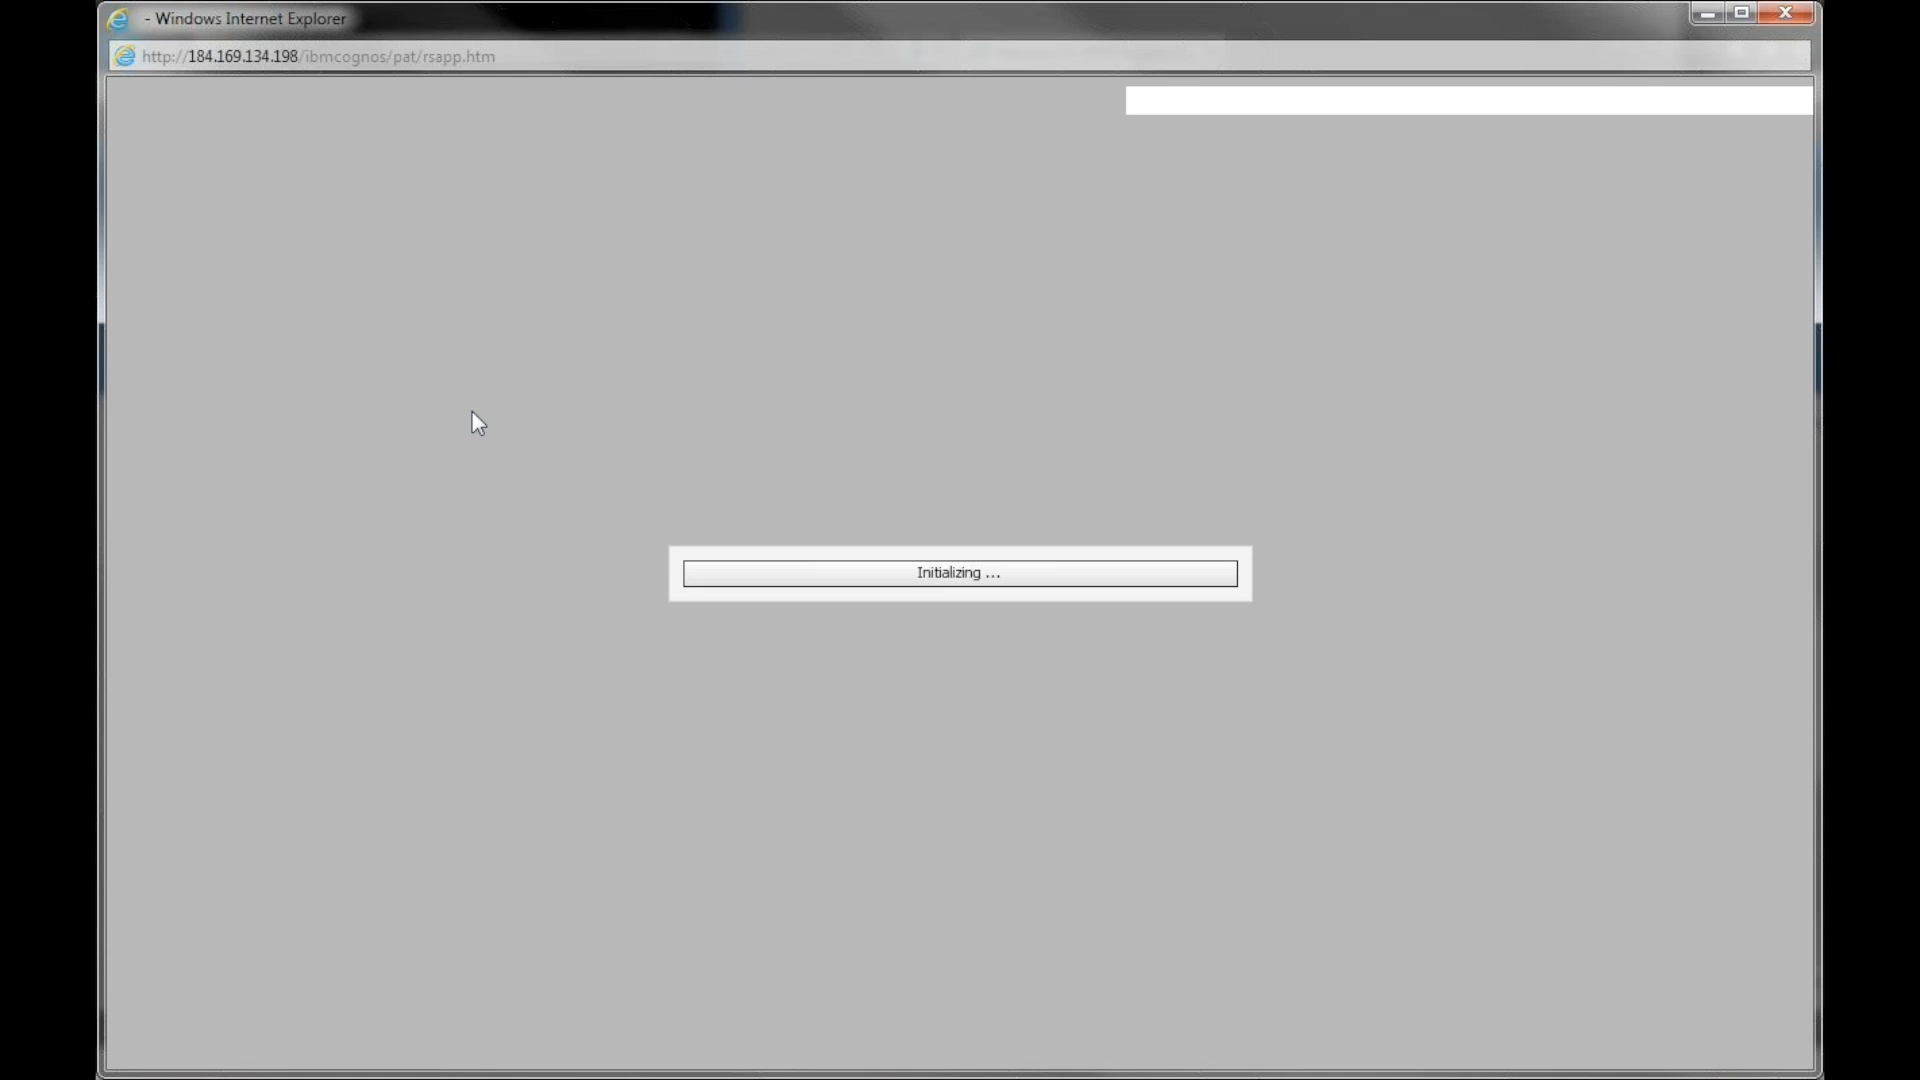 - Windows Internet Explorer
http://184.169.134.198/ibmcognos/pat/rsapp.htm
Initializing ...